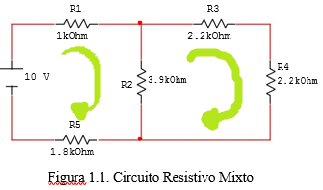 R1
1kOhm
R3
2.2kOhm
10 V
R2
3.9kOhm
R4
2.2kOhm
R5
1.8kOhm
Figura 1.1. Circuito Resistivo Mixto